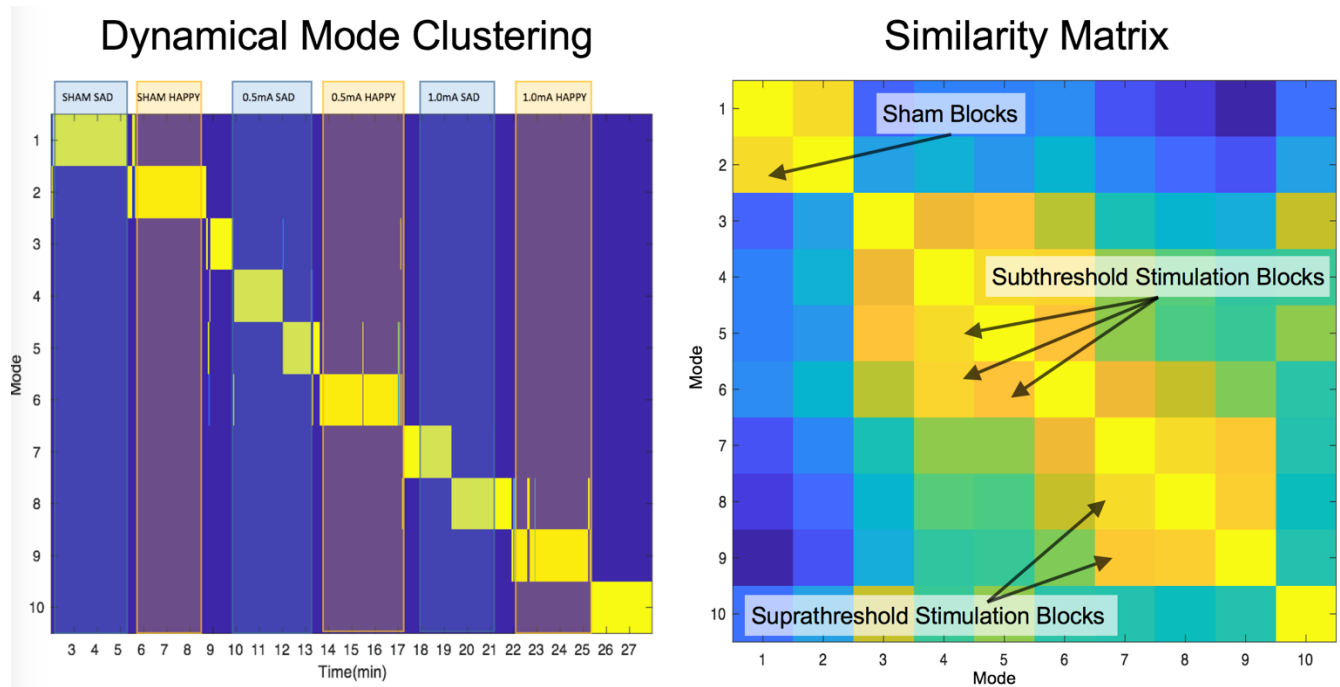 Dynamical Mode Clustering
SHAM SAD SHAM HAPPY 0.5mA SAD 0.5mA HAPPY 1.0mA SAD 1.0mA HAPPY
1
2
3
4
5
6
7
8
9
10
Mode
3 4 5 6 7 8 9 10 11 12 13 14 15 16 17 18 19 20 21 22 23 24 25 26 27
Time(min)
Similarity Matrix
Sham Blocks
Subthreshold Stimulation Blocks
Suprathreshold Stimulation Blocks
1
2
3
4
5
6
7
8
9
10
Mode
1 2 3 4 5 6 7 8 9 10
Mode